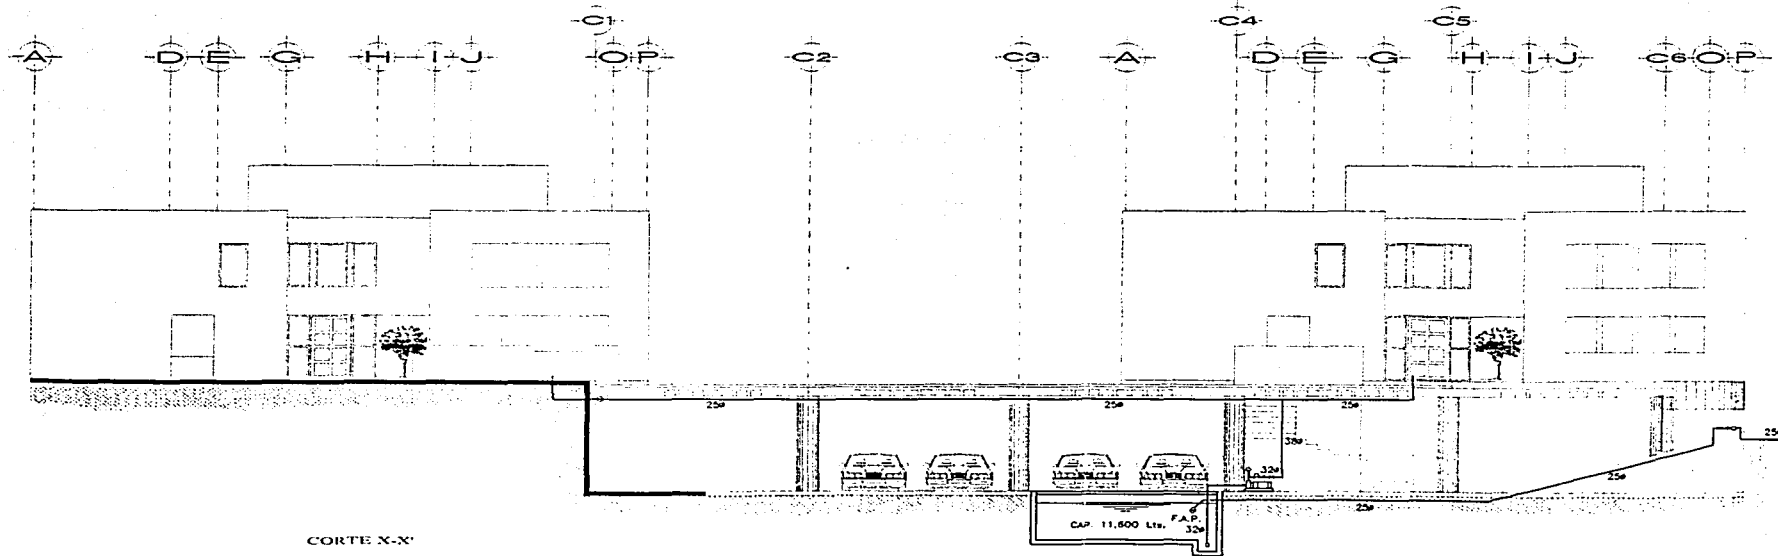 C1 C4 C5
A D E G H I J O P C2 C3 A D E G H I J C6 O P
25ø 25ø 25ø 25ø
38ø
32ø
25ø
25ø
CAP. 11,600 Lts. F.A.P.
32ø
CORTE X-X'